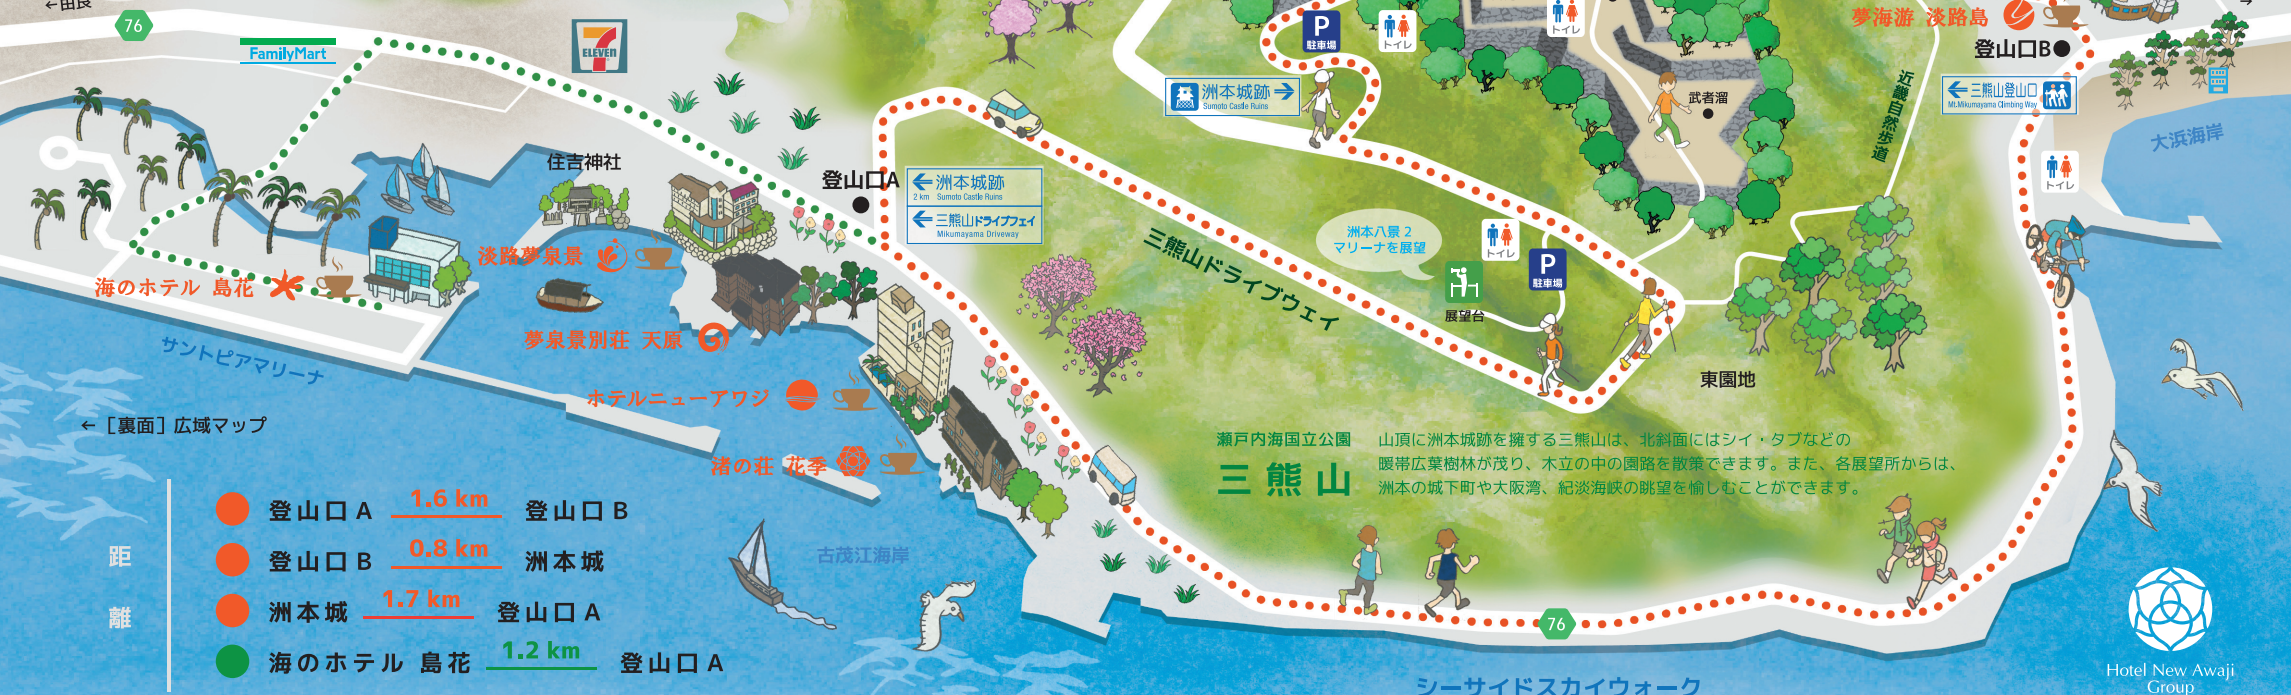 ←由良
76
FamilyMart
7
ELEVEN
住吉神社
登山口A
←洲本城跡
2 km Sumoto Castle Ruins
←三熊山ドライブウェイ
Mikumayama Driveway
淡路夢泉景
海のホテル 島花
夢泉景別荘 天原
サントピアマリーナ
ホテルニューアワジ
←［裏面］広域マップ
渚の荘 花季
古茂江海岸
距離
登山口A 1.6 km 登山口B
登山口B 0.8 km 洲本城
洲本城 1.7 km 登山口A
海のホテル 島花 1.2 km 登山口A
P
駐車場
トイレ
トイレ
洲本城跡→
Sumoto Castle Ruins
武者溜
近畿自然歩道
夢海游 淡路島
登山口B
←三熊山登山口
Mt.Mikumayama Climbing Way
大浜海岸
トイレ
三熊山ドライブウェイ
洲本八景 2
マリーナを展望
トイレ
P
駐車場
展望台
東園地
瀬戸内海国立公園
三熊山
山頂に洲本城跡を擁する三熊山は、北斜面にはシイ・タブなどの
暖帯広葉樹林が茂り、木立の中の園路を散策できます。また、各展望所からは、
洲本の城下町や大阪湾、紀淡海峡の眺望を愉しむことができます。
76
シーサイドスカイウォーク
Hotel New Awaji
Group